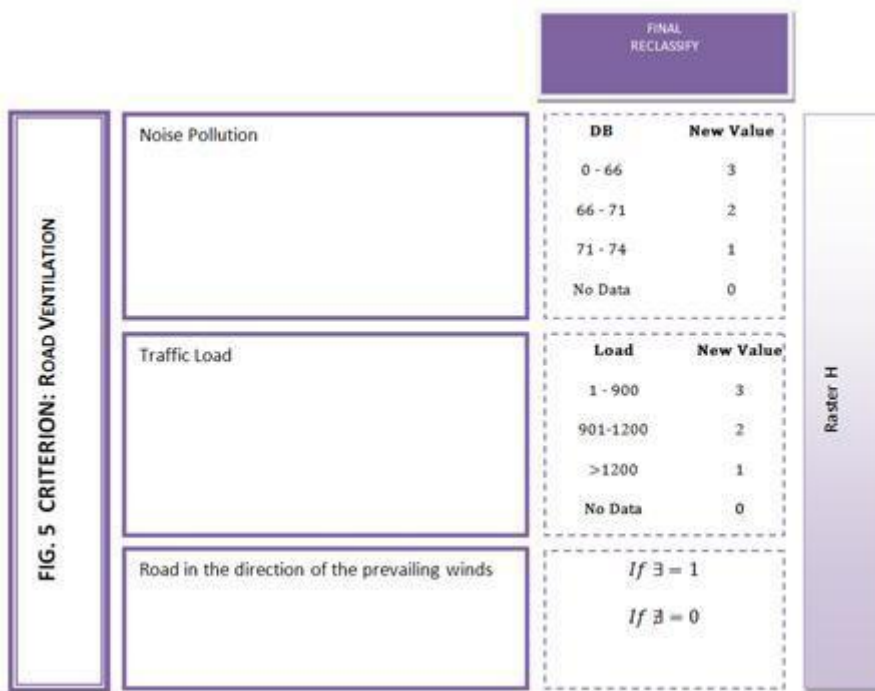 FINAL
RECLASSIFY
FIG. 5 CRITERION: ROAD VENTILATION
Noise Pollution
DB New Value
0 - 66 3
66 - 71 2
71 - 74 1
No Data 0
Traffic Load
Load New Value
1 - 900 3
901-1200 2
>1200 1
No Data 0
Road in the direction of the prevailing winds
If ∃ = 1
If ∄ = 0
Raster H